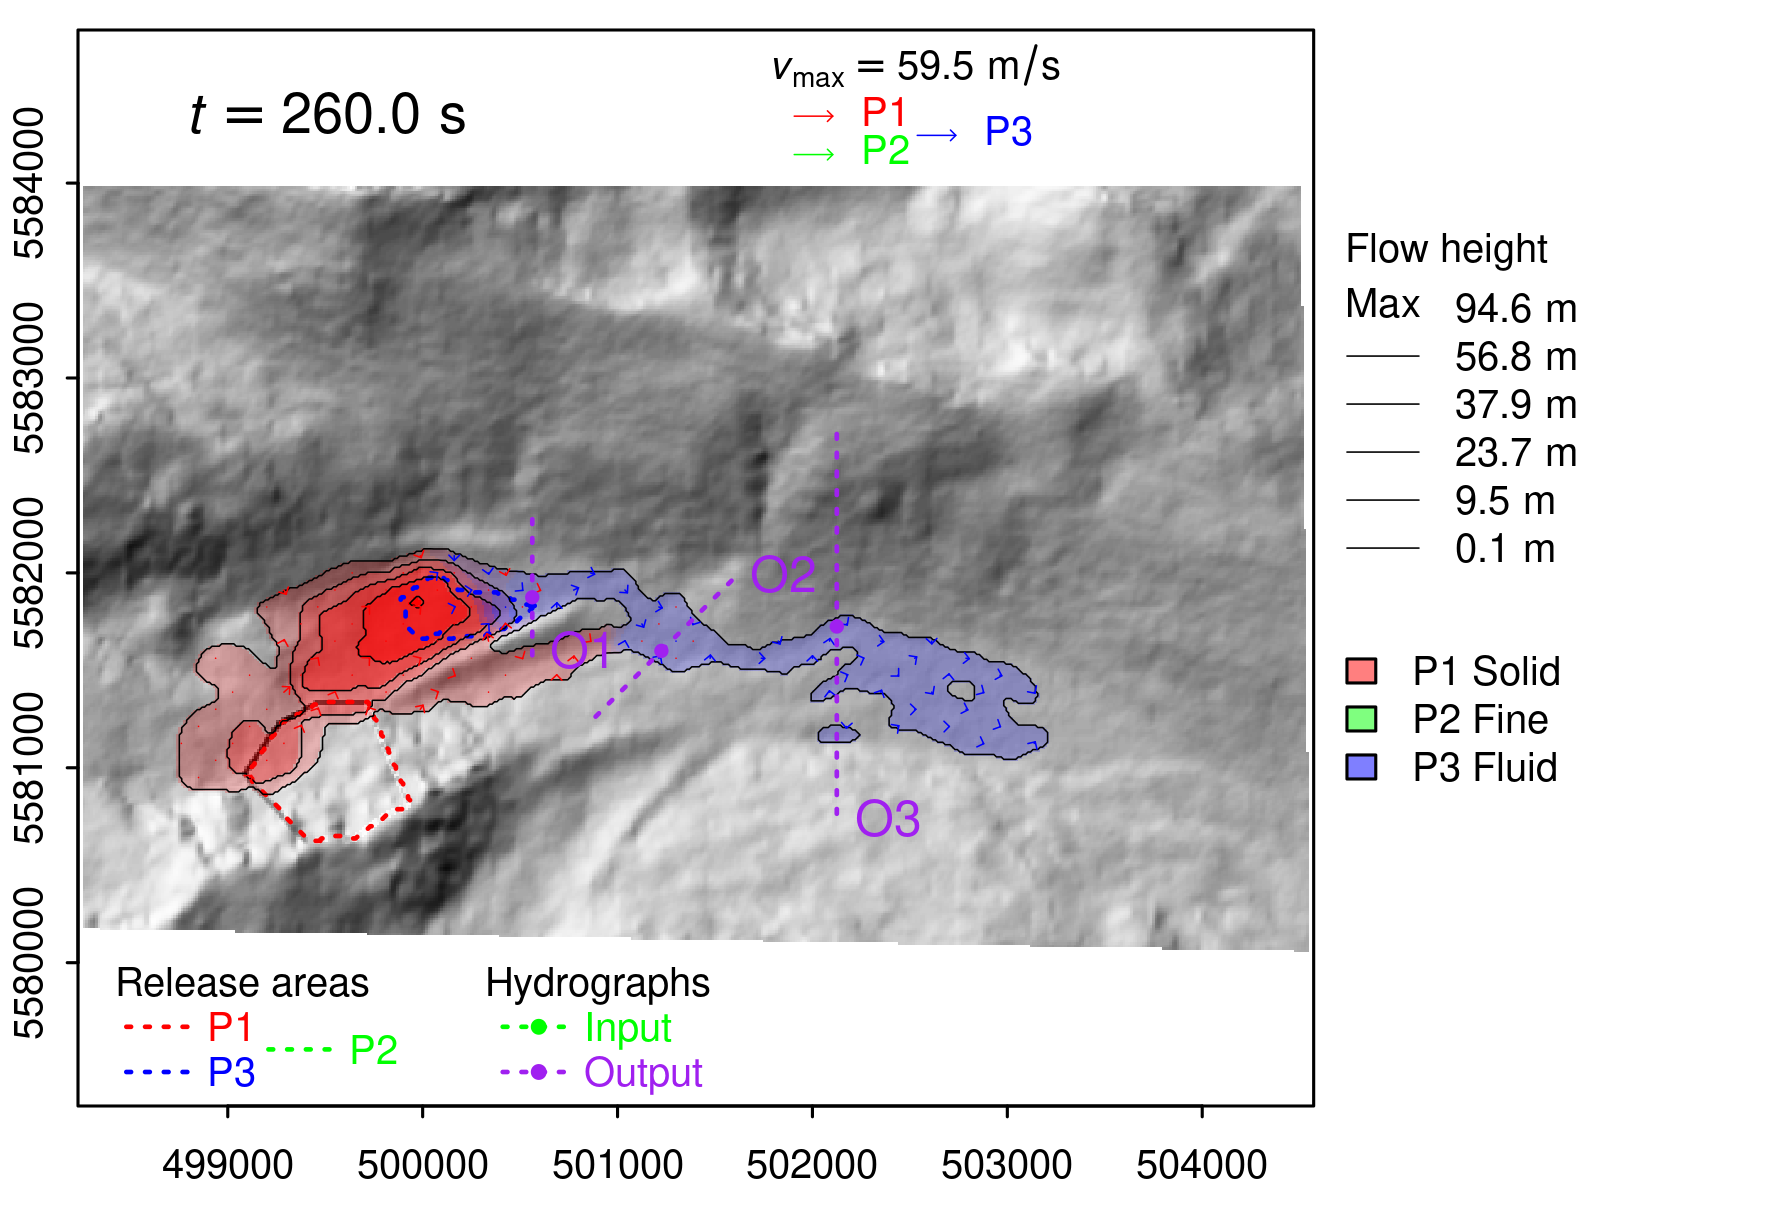 v_max = 59.5 m/s
t = 260.0 s
P1
P2
P3
5584000
5583000
5582000
5581000
5580000
Flow height
Max 94.6 m
56.8 m
37.9 m
23.7 m
9.5 m
0.1 m
O1
O2
O3
P1 Solid
P2 Fine
P3 Fluid
Release areas
P1
P2
P3
Hydrographs
Input
Output
499000 500000 501000 502000 503000 504000